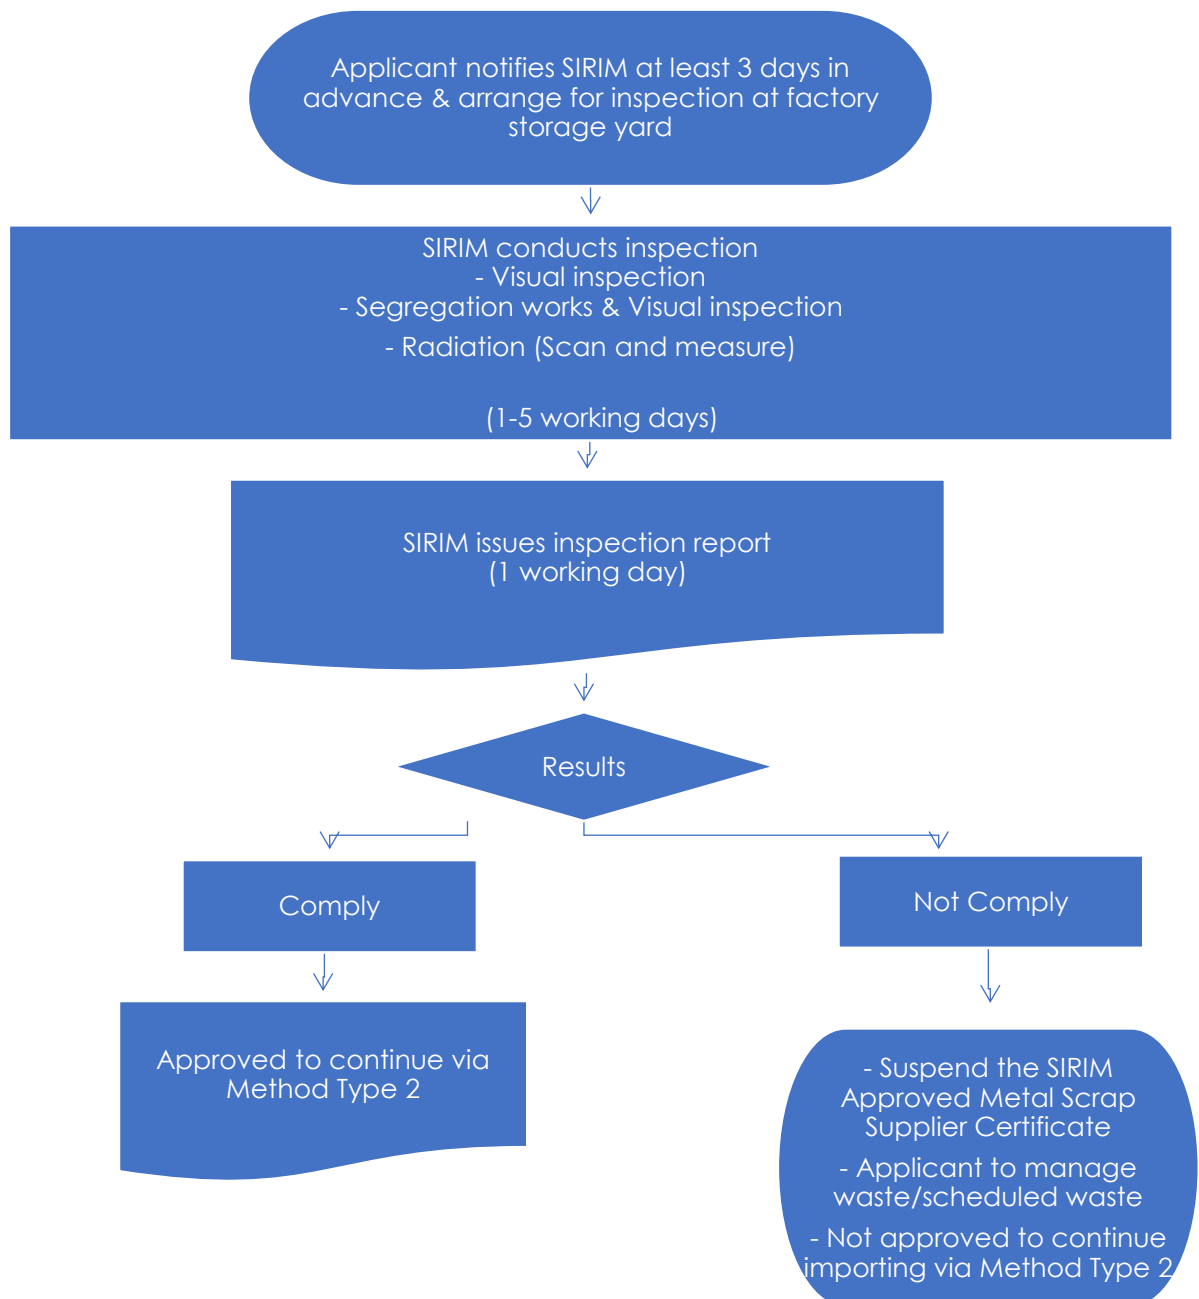 Applicant notifies SIRIM at least 3 days in
advance & arrange for inspection at factory
storage yard
SIRIM conducts inspection
- Visual inspection
- Segregation works & Visual inspection
- Radiation (Scan and measure)
(1-5 working days)
SIRIM issues inspection report
(1 working day)
Results
Comply
Not Comply
Approved to continue via
Method Type 2
- Suspend the SIRIM
Approved Metal Scrap
Supplier Certificate
- Applicant to manage
waste/scheduled waste
- Not approved to continue
importing via Method Type 2